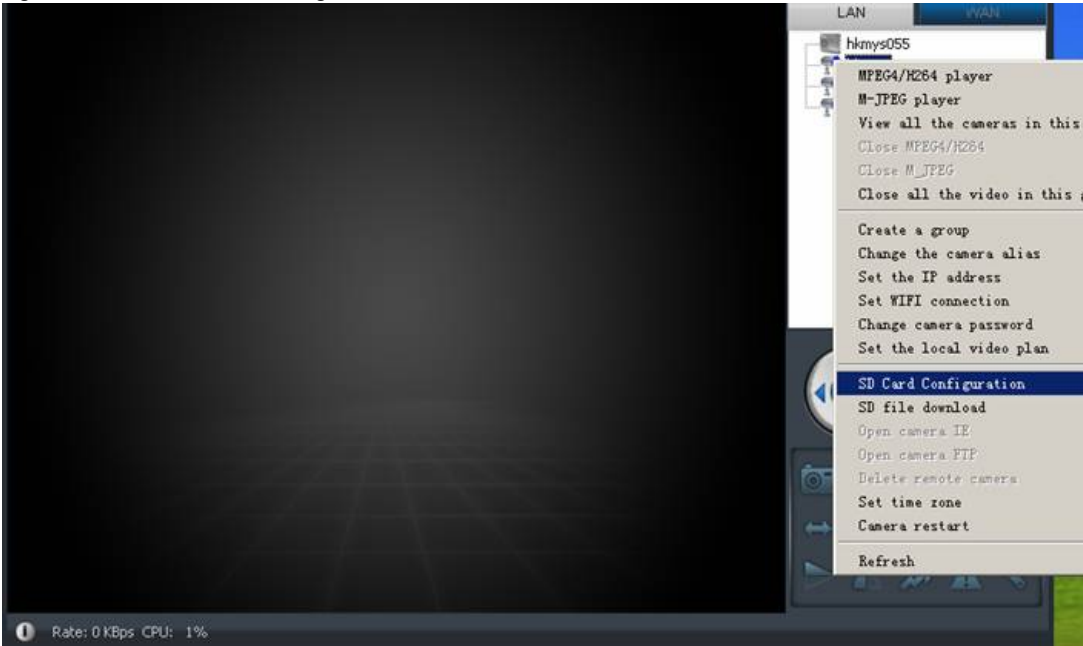 LAN WAN
hkmys055
MPEG4/H264 player
M-JPEG player
View all the cameras in this
Close MPEG4/H264
Close M_JPEG
Close all the video in this
Create a group
Change the camera alias
Set the IP address
Set WIFI connection
Change camera password
Set the local video plan
SD Card Configuration
SD file download
Open camera IE
Open camera FTP
Delete remote camera
Set time zone
Camera restart
Refresh
Rate: 0 KBps CPU: 1%